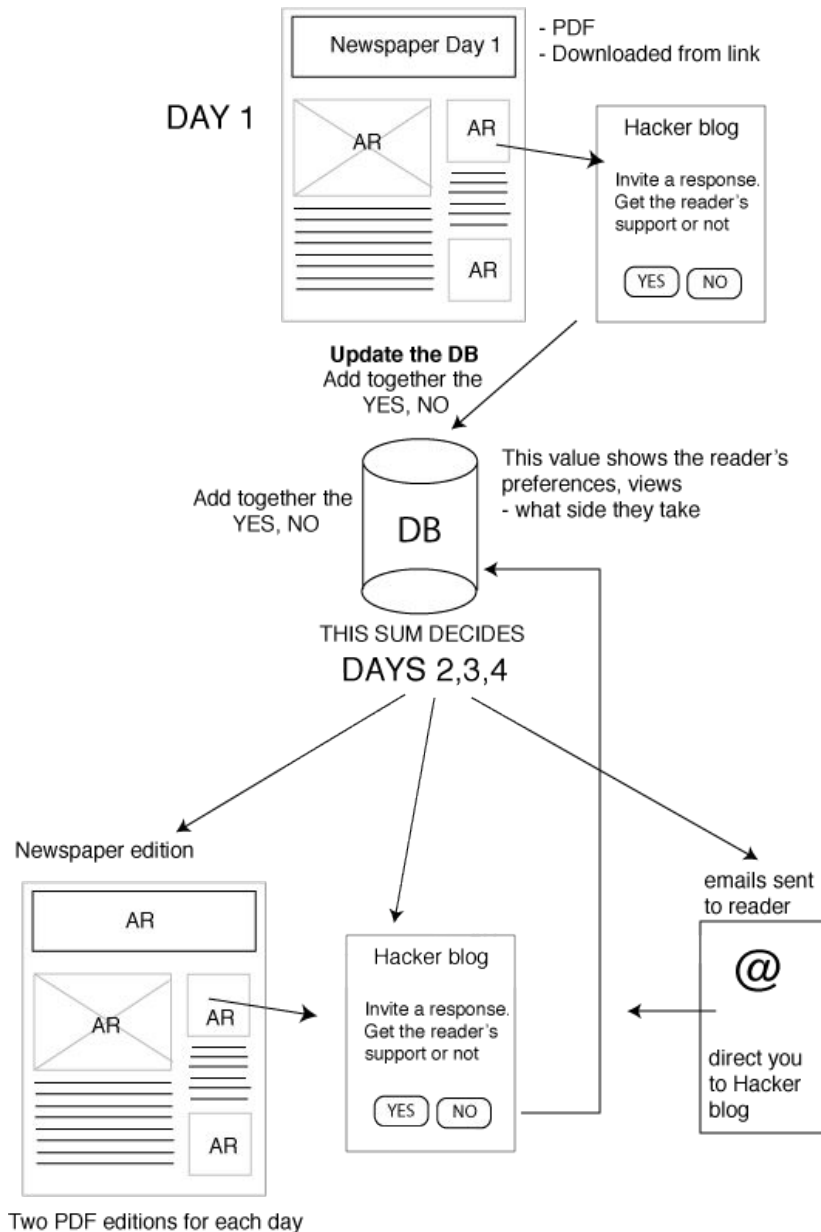 Newspaper Day 1
- PDF
- Downloaded from link
DAY 1
AR
AR
AR
Hacker blog
Invite a response.
Get the reader's
support or not
YES
NO
Update the DB
Add together the
YES, NO
Add together the
YES, NO
DB
This value shows the reader's
preferences, views
- what side they take
THIS SUM DECIDES
DAYS 2,3,4
Newspaper edition
AR
AR
AR
AR
Hacker blog
Invite a response.
Get the reader's
support or not
YES
NO
emails sent
to reader
@
direct you
to Hacker
blog
Two PDF editions for each day